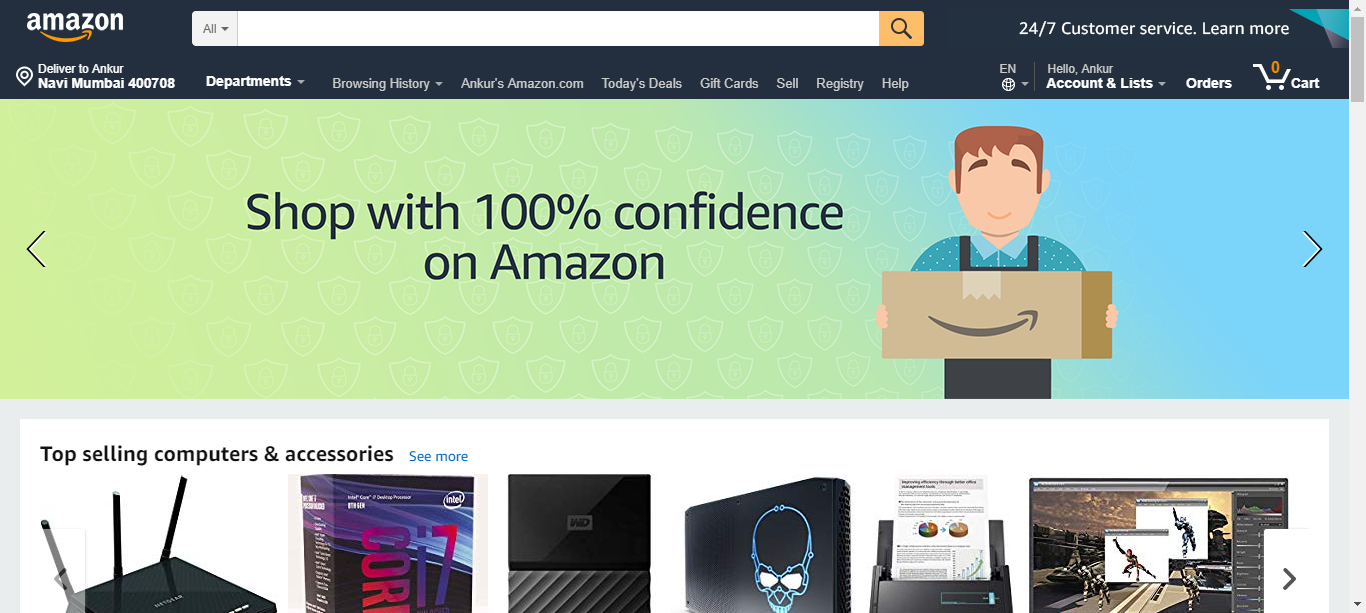 amazon
All
24/7 Customer service. Learn more
Deliver to Ankur
Navi Mumbai 400708
Departments
Browsing History
Ankur's Amazon.com
Today's Deals
Gift Cards
Sell
Registry
Help
EN
Hello, Ankur
Account & Lists
Orders
0
Cart
Shop with 100% confidence
on Amazon
Top selling computers & accessories
See more
NETGEAR
Intel® Core™ i7 Desktop Processor
8TH GEN
intel
CORE i7
WD
Improving efficiency through better office
management tools